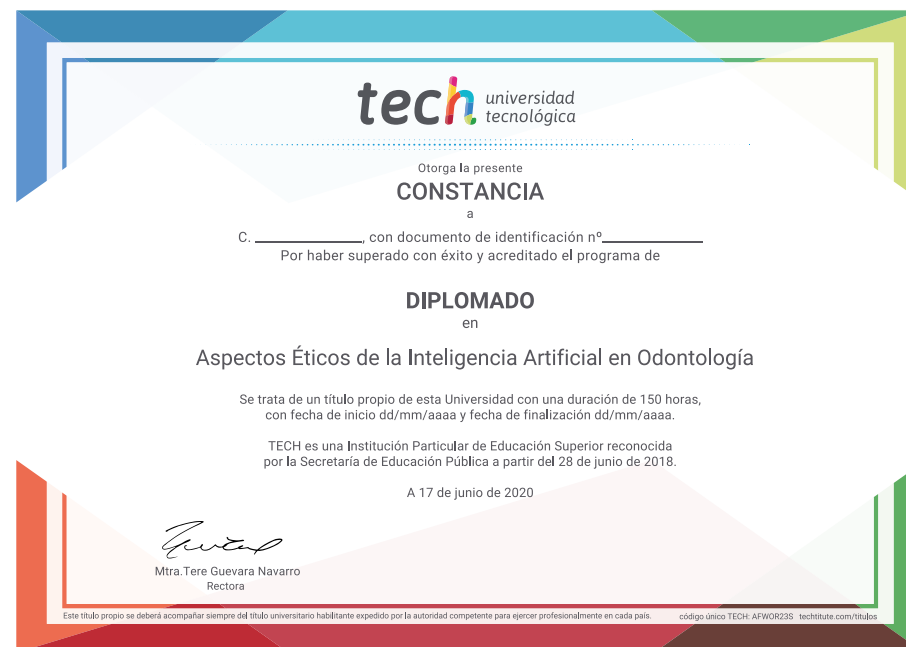 tech universidad
tecnológica
Otorga la presente
CONSTANCIA
a
C. ____________, con documento de identificación nº____________
Por haber superado con éxito y acreditado el programa de
DIPLOMADO
en
Aspectos Éticos de la Inteligencia Artificial en Odontología
Se trata de un título propio de esta Universidad con una duración de 150 horas,
con fecha de inicio dd/mm/aaaa y fecha de finalización dd/mm/aaaa.
TECH es una Institución Particular de Educación Superior reconocida
por la Secretaría de Educación Pública a partir del 28 de junio de 2018.
A 17 de junio de 2020
Mtra.Tere Guevara Navarro
Rectora
Este título propio se deberá acompañar siempre del título universitario habilitante expedido por la autoridad competente para ejercer profesionalmente en cada país. código único TECH: AFWOR23S techtitute.com/títulos